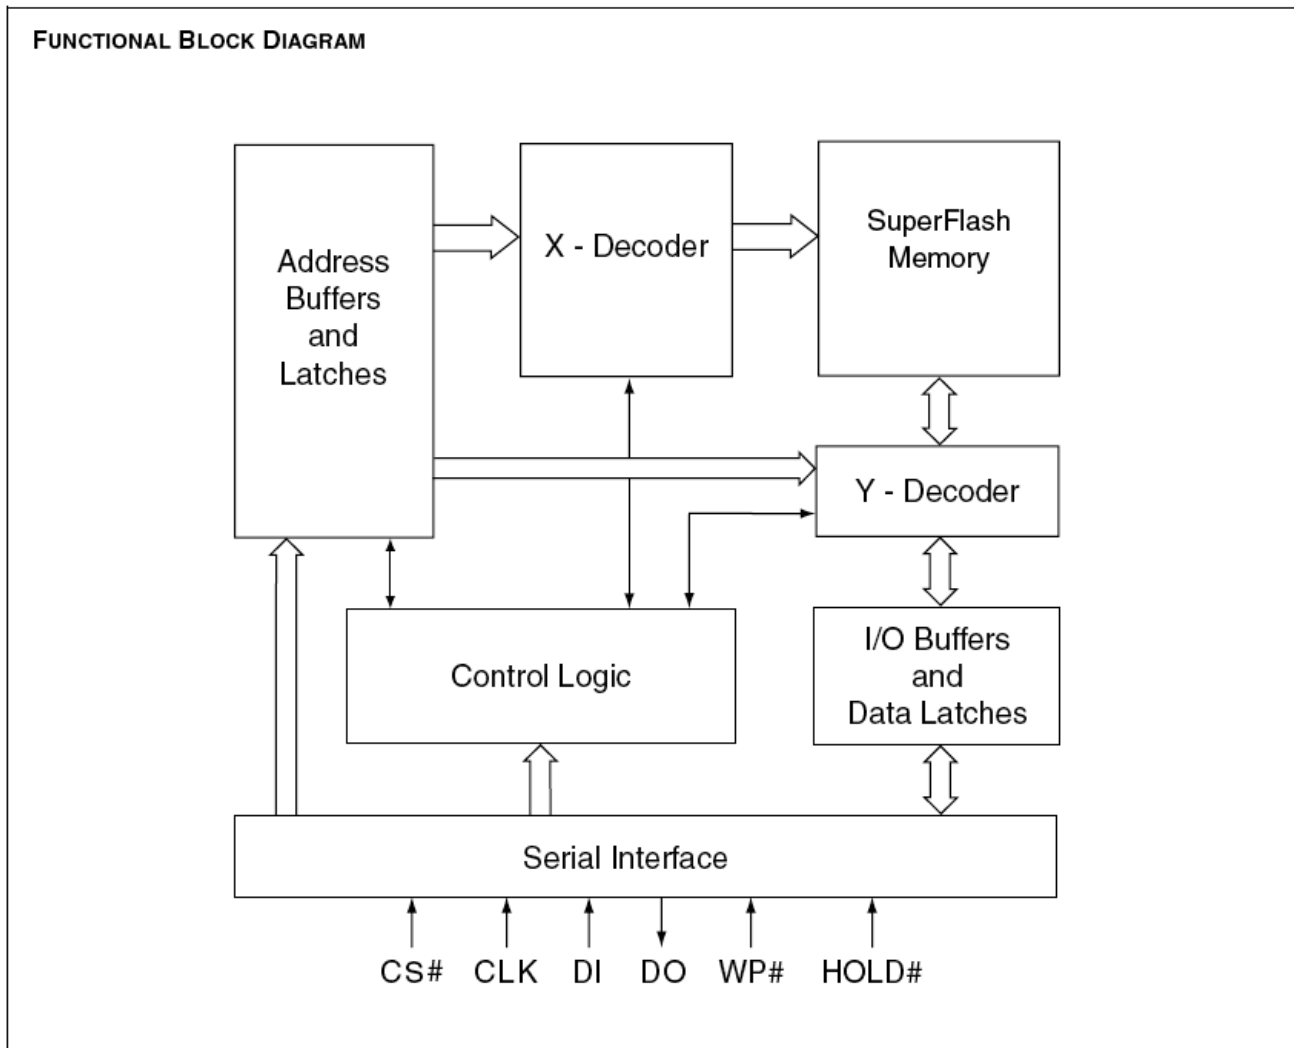 FUNCTIONAL BLOCK DIAGRAM
Address
Buffers
and
Latches
X - Decoder
SuperFlash
Memory
Y - Decoder
Control Logic
I/O Buffers
and
Data Latches
Serial Interface
CS# CLK DI DO WP# HOLD#